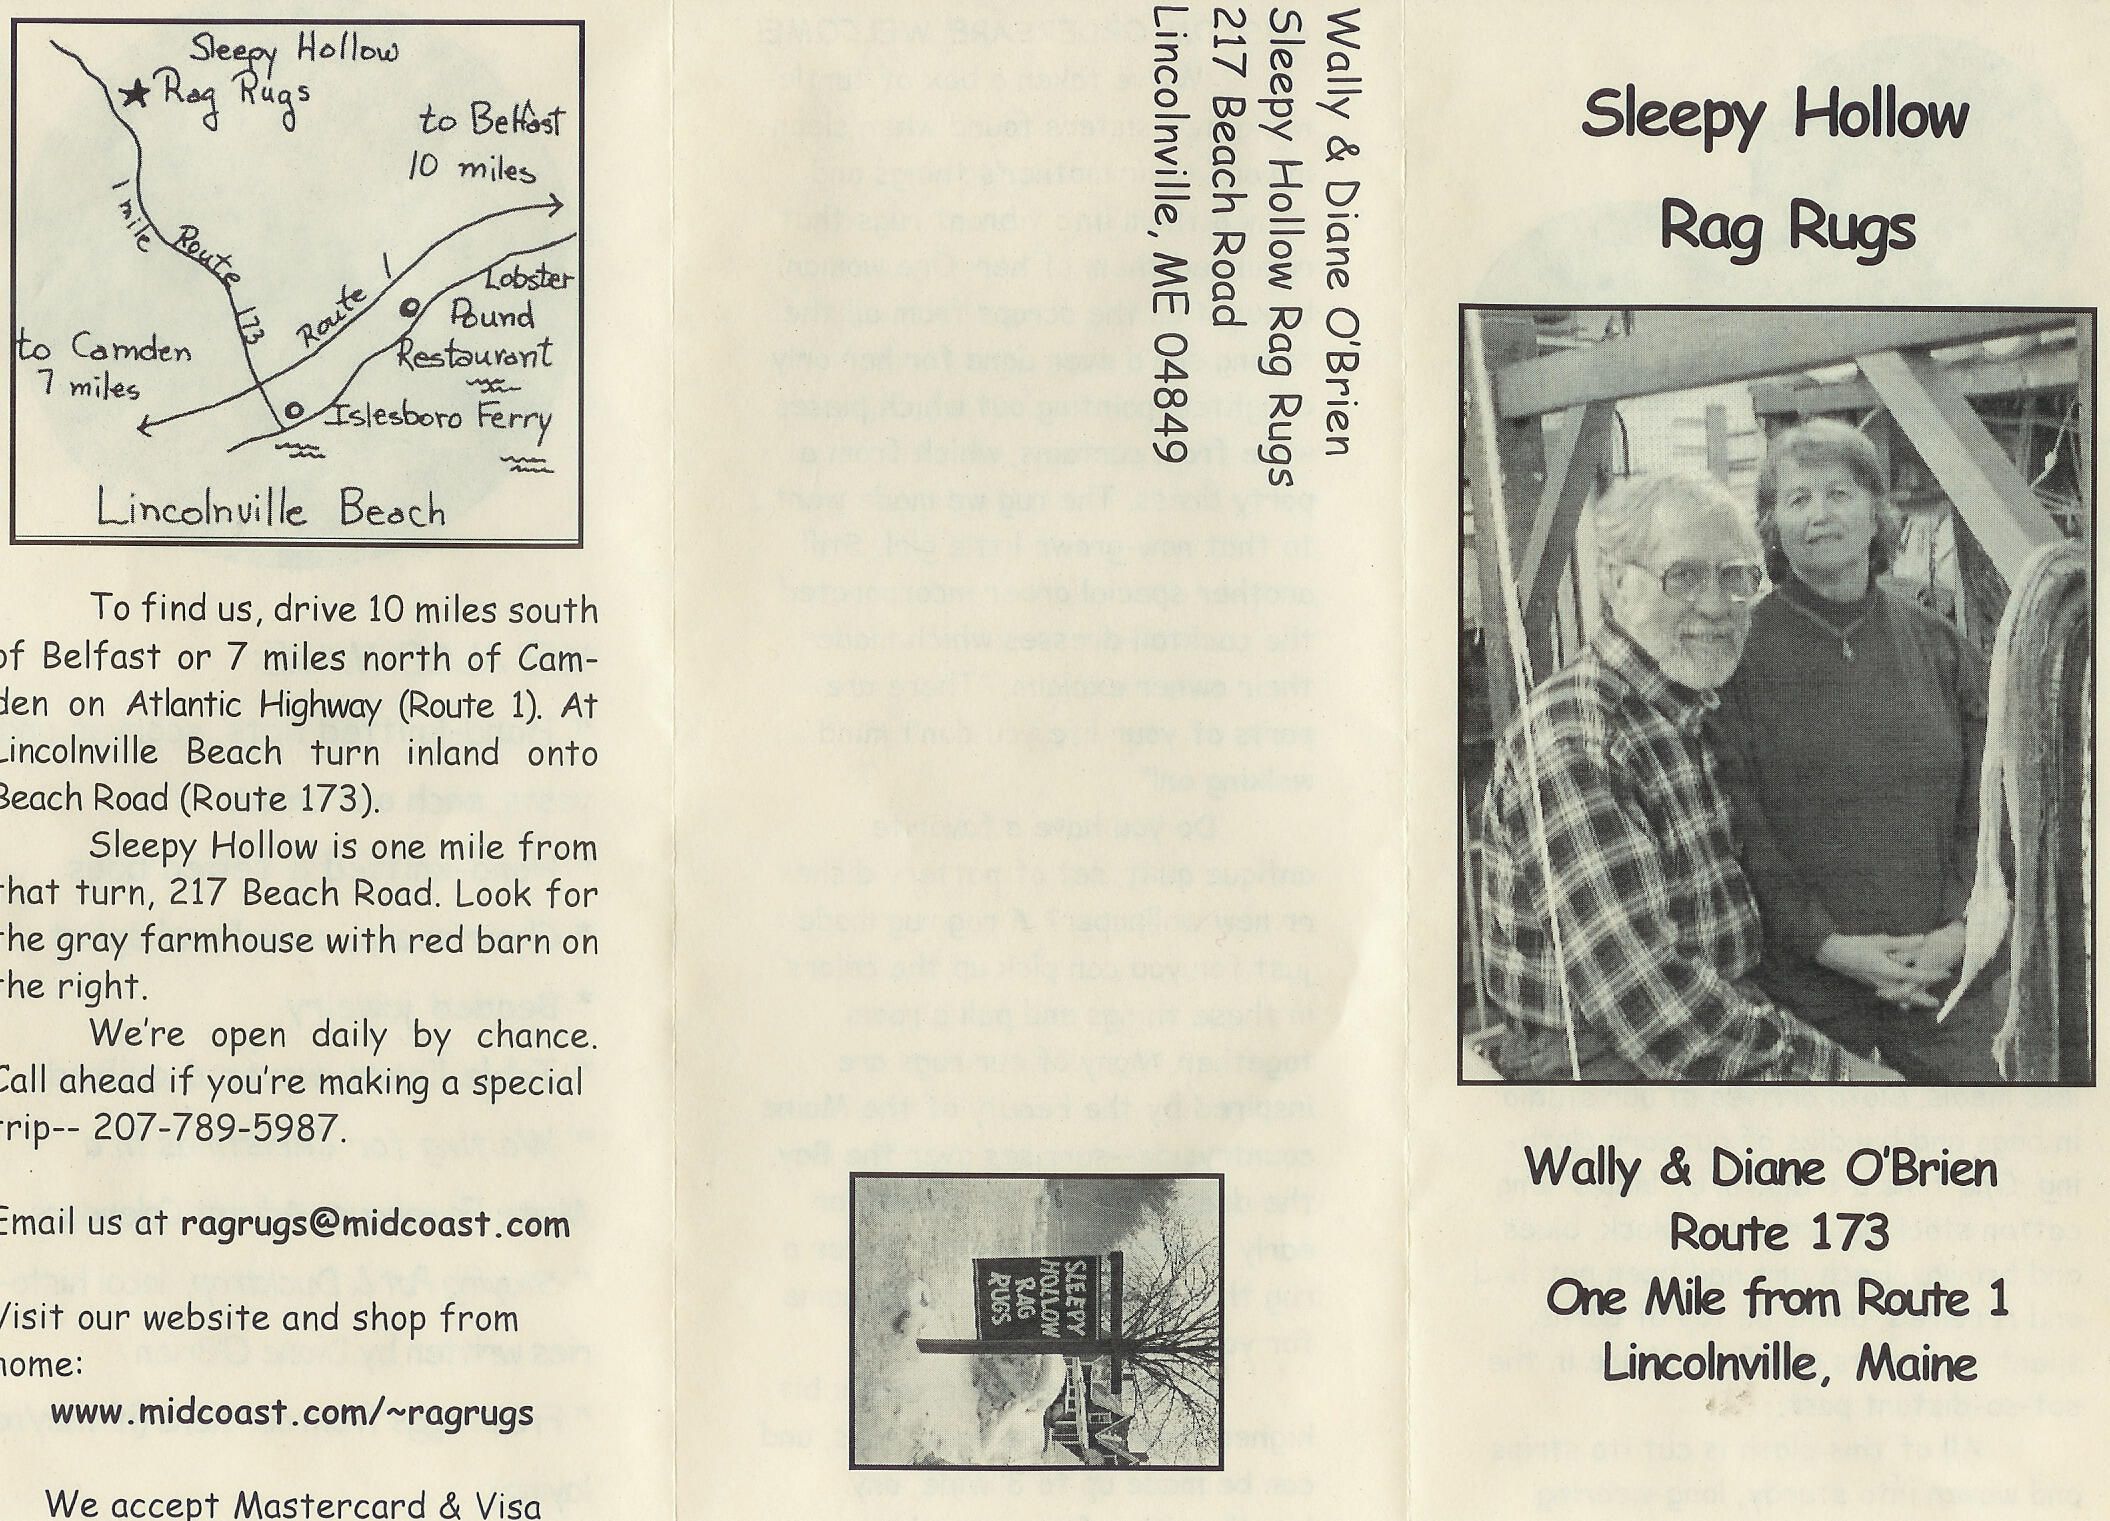 Sleepy Hollow
Rag Rugs
to Belfast
10 miles
1 mile
Route 173
Route 1
Lobster
Pound
Restaurant
to Camden
7 miles
Islesboro Ferry
Lincolnville Beach
To find us, drive 10 miles south
of Belfast or 7 miles north of Cam-
den on Atlantic Highway (Route 1). At
Lincolnville Beach turn inland onto
Beach Road (Route 173).
Sleepy Hollow is one mile from
that turn, 217 Beach Road. Look for
the gray farmhouse with red barn on
the right.
We're open daily by chance.
Call ahead if you're making a special
trip-- 207-789-5987.
Email us at ragrugs@midcoast.com
Visit our website and shop from
home:
www.midcoast.com/~ragrugs
We accept Mastercard & Visa
Wally & Diane O'Brien
Sleepy Hollow Rag Rugs
217 Beach Road
Lincolnville, ME 04849
SLEEPY
HOLLOW
RAG
RUGS
Sleepy Hollow
Rag Rugs
Wally & Diane O'Brien
Route 173
One Mile from Route 1
Lincolnville, Maine